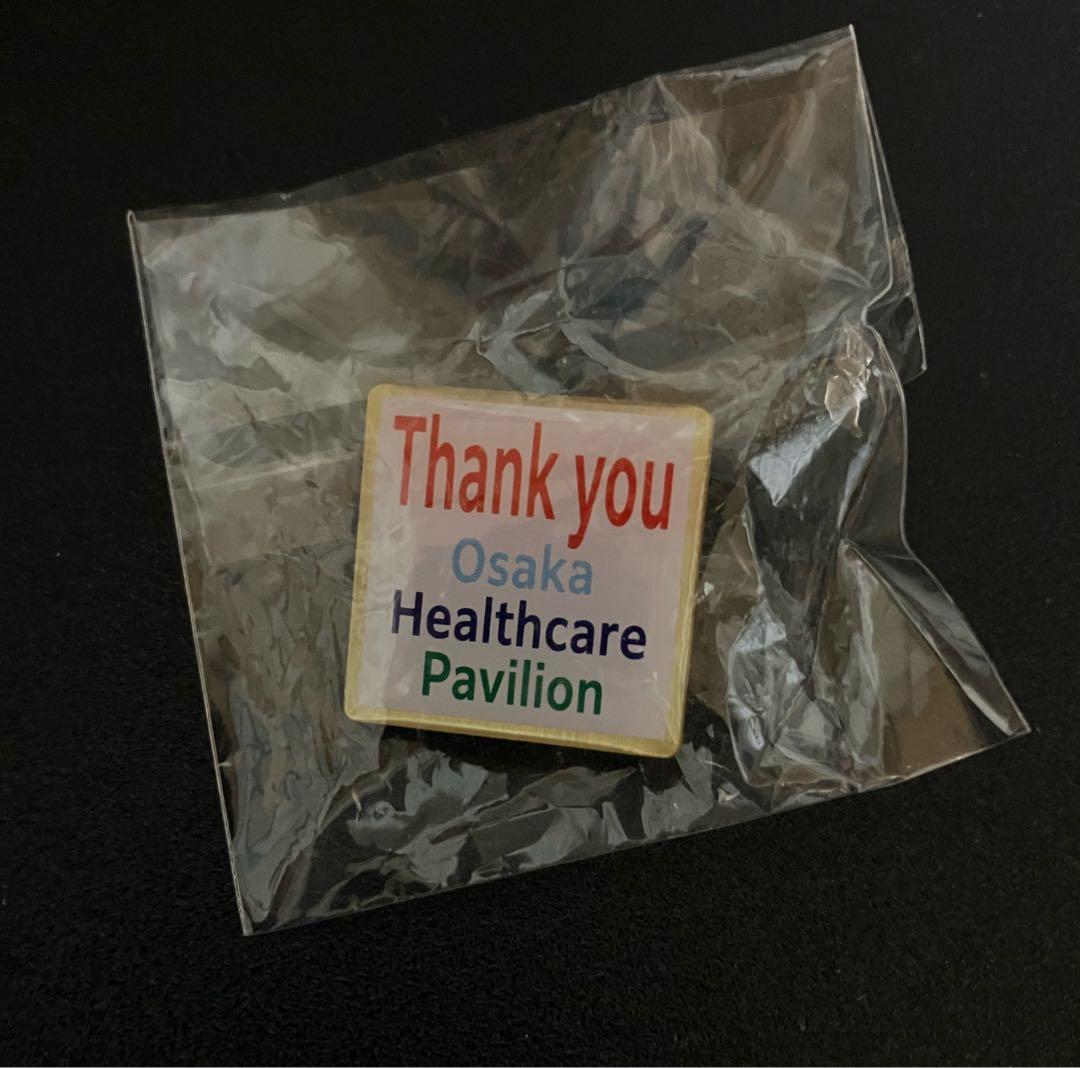 Thank you
Osaka
Healthcare
Pavilion